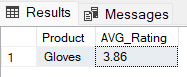 Results Messages
Product AVG_Rating
1 Gloves 3.86